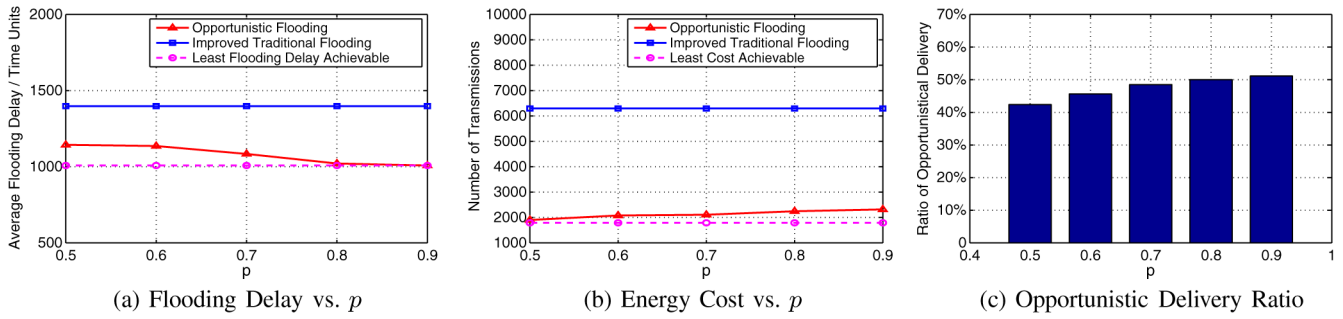 Average Flooding Delay / Time Units
2000
1500
1000
500
Opportunistic Flooding
Improved Traditional Flooding
Least Flooding Delay Achievable
0.5 0.6 0.7 0.8 0.9
p
(a) Flooding Delay vs. p
Number of Transmissions
10000
9000
8000
7000
6000
5000
4000
3000
2000
1000
Opportunistic Flooding
Improved Traditional Flooding
Least Cost Achievable
0.5 0.6 0.7 0.8 0.9
p
(b) Energy Cost vs. p
Ratio of Opportunistical Delivery
70%
60%
50%
40%
30%
20%
10%
0
0.4 0.5 0.6 0.7 0.8 0.9 1
p
(c) Opportunistic Delivery Ratio